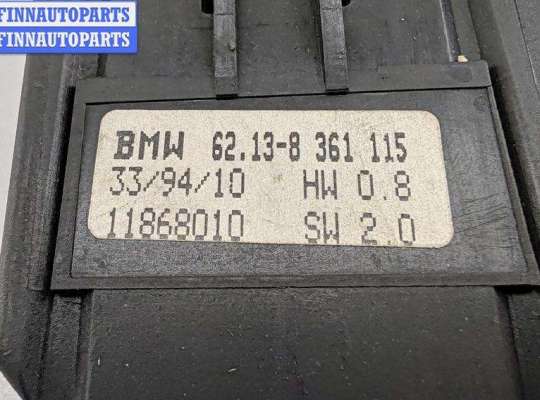 FINNAUTOPARTS
FINNAUTOPARTS
BMW 62.13-8 361 115
33/94/10 HW 0.8
11868010 SW 2.0